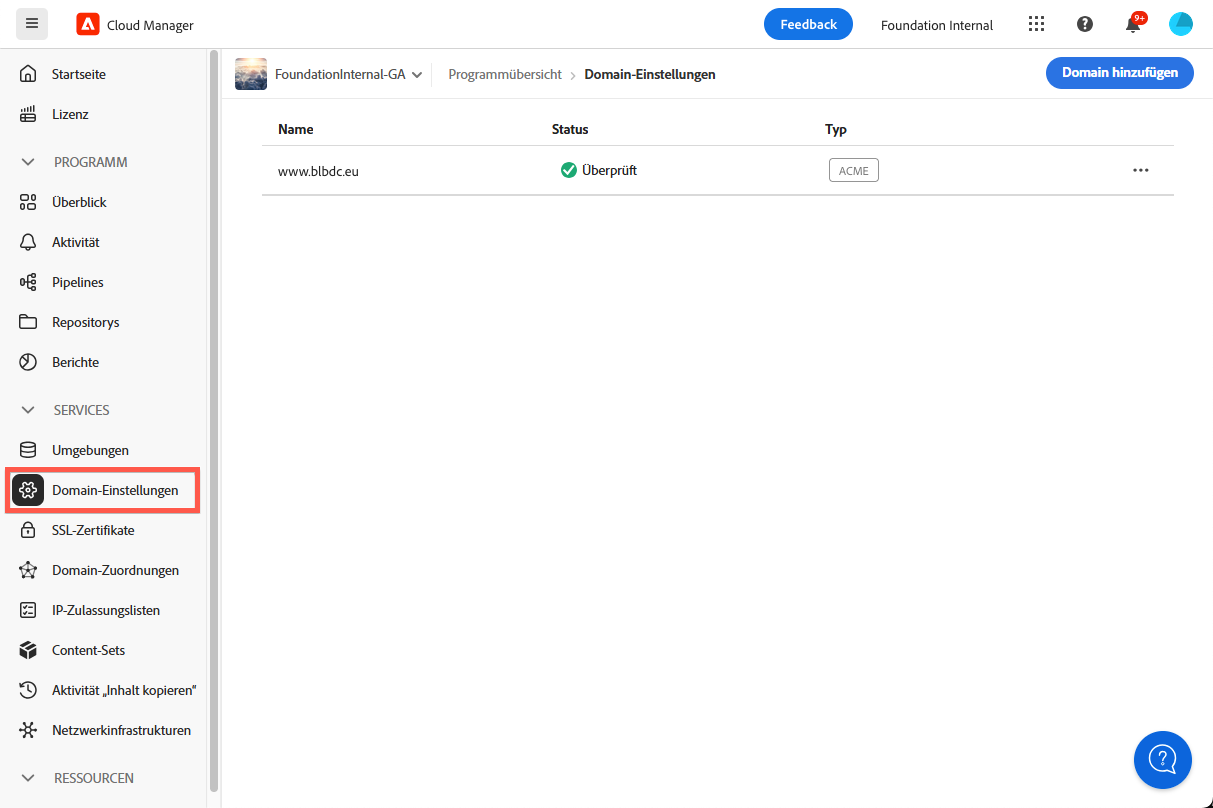 Cloud Manager
Feedback
Foundation Internal
9+
Startseite
Lizenz
PROGRAMM
Überblick
Aktivität
Pipelines
Repositorys
Berichte
SERVICES
Umgebungen
Domain-Einstellungen
SSL-Zertifikate
Domain-Zuordnungen
IP-Zulassungslisten
Content-Sets
Aktivität „Inhalt kopieren“
Netzwerkinfrastrukturen
RESSOURCEN
FoundationInternal-GA
Programmübersicht
Domain-Einstellungen
Domain hinzufügen
Name Status Typ
www.blbdc.eu Überprüft ACME